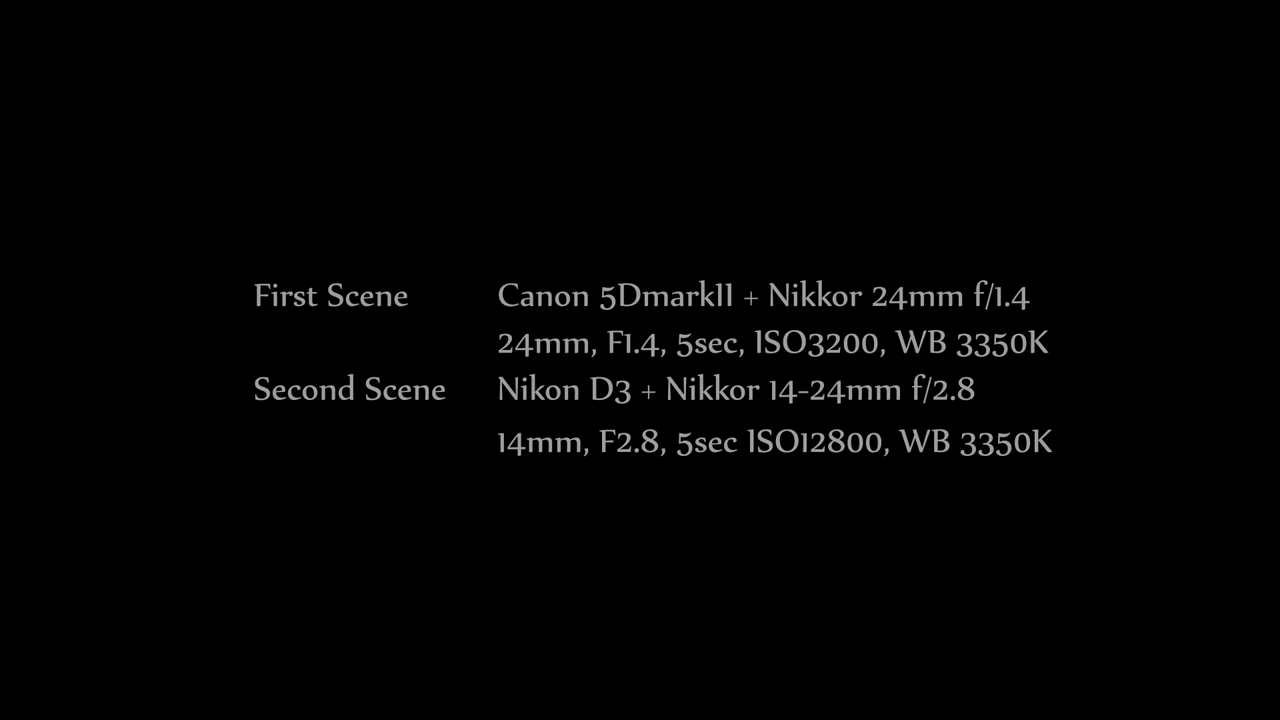 First Scene Canon 5DmarkII + Nikkor 24mm f/1.4
24mm, F1.4, 5sec, ISO3200, WB 3350K
Second Scene Nikon D3 + Nikkor 14-24mm f/2.8
14mm, F2.8, 5sec ISO12800, WB 3350K